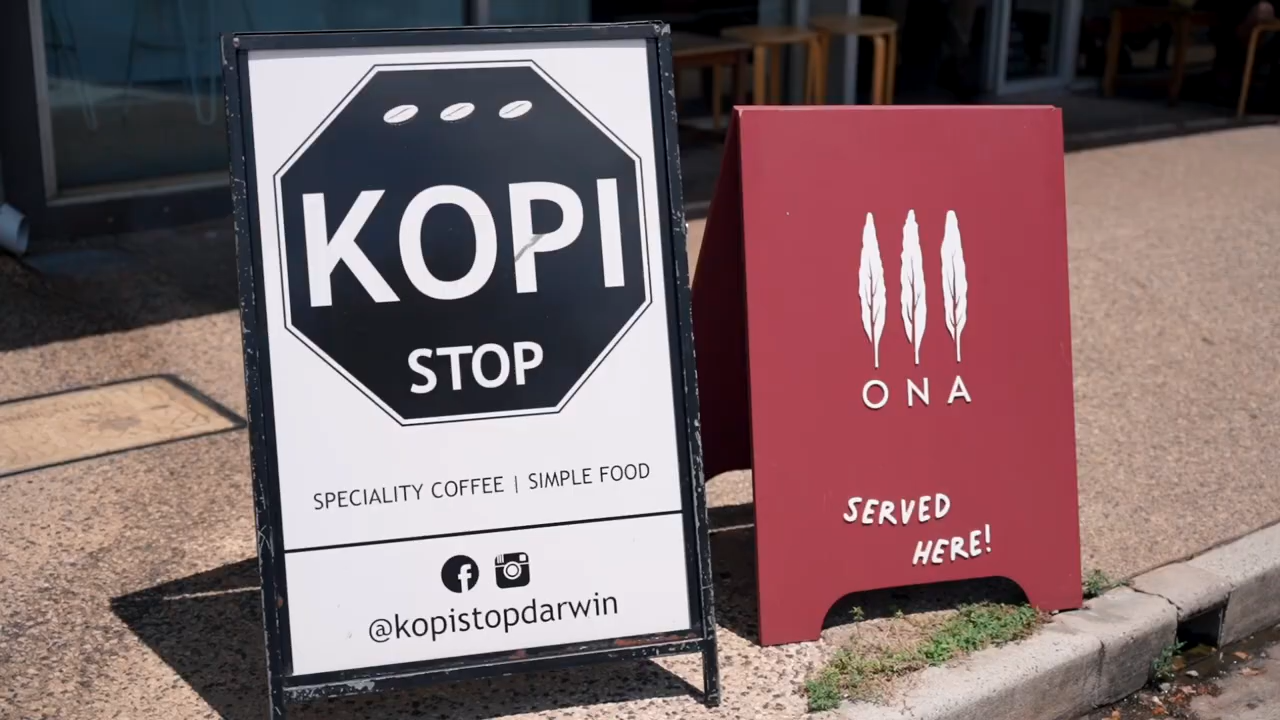 KOPI
STOP
SPECIALITY COFFEE | SIMPLE FOOD
@kopistopdarwin
ONA
SERVED
HERE!